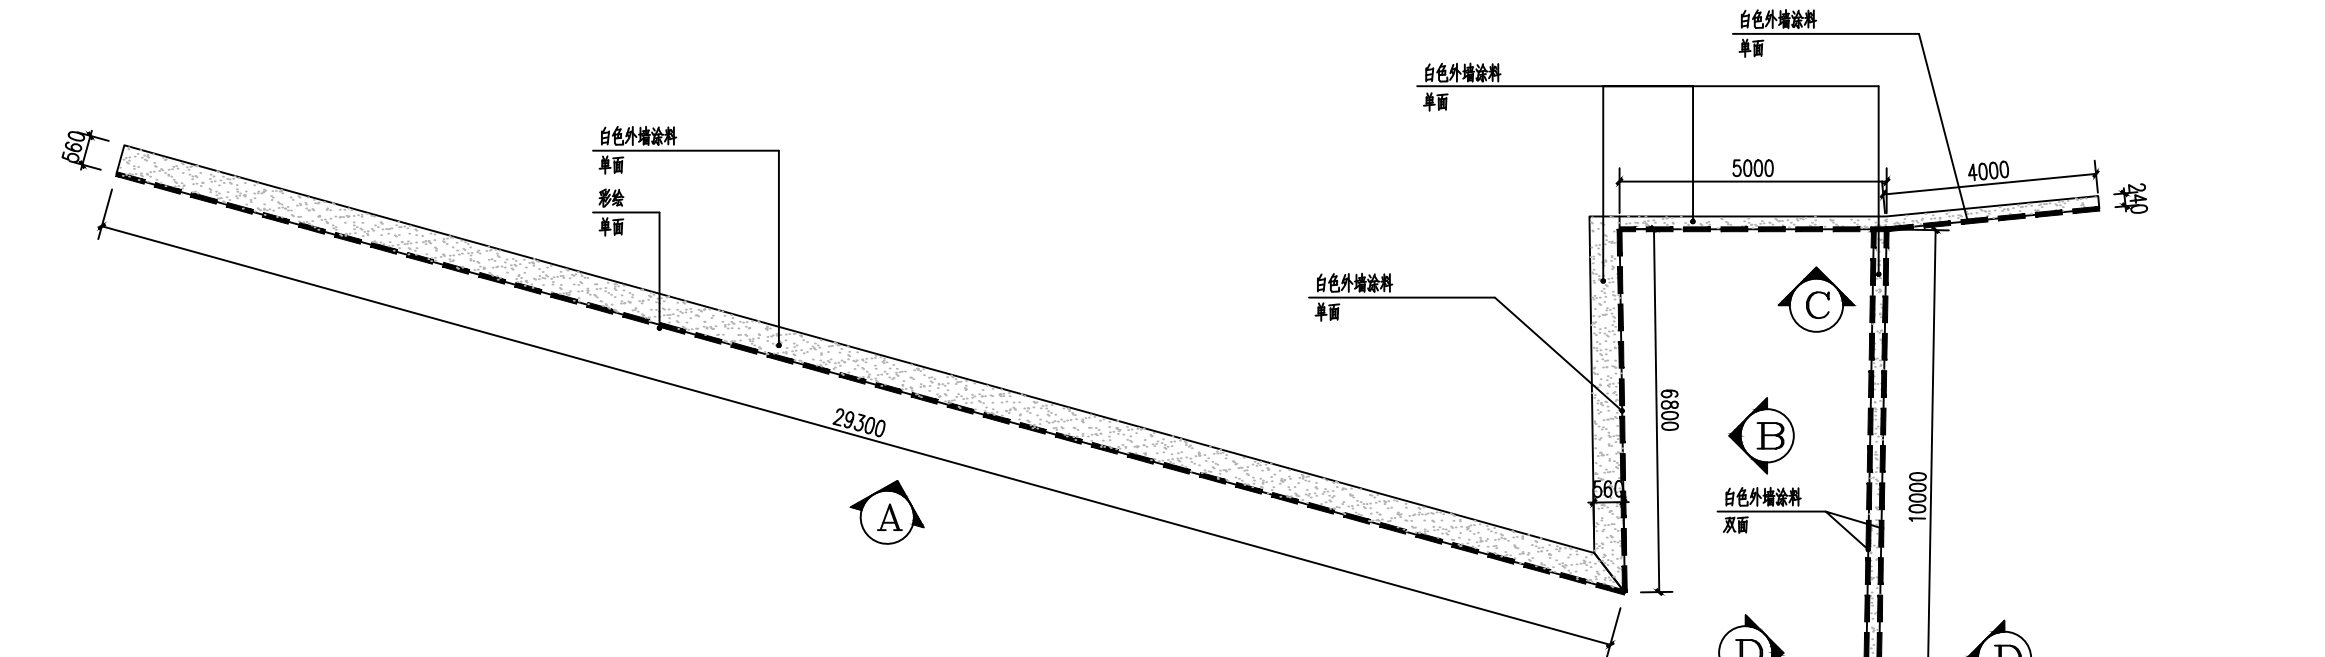 白色外墙涂料
单面
白色外墙涂料
单面
560
白色外墙涂料
单面
彩绘
单面
5000
4000
240
白色外墙涂料
单面
C
6800
29300
B
560
白色外墙涂料
双面
10000
A
D
D